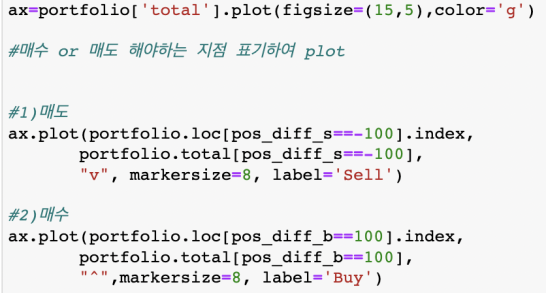 ax=portfolio['total'].plot(figsize=(15,5),color='g')
#매수 or 매도 해야하는 지점 표기하여 plot
#1)매도
ax.plot(portfolio.loc[pos_diff_s==-100].index,
portfolio.total[pos_diff_s==-100],
"v", markersize=8, label='Sell')
#2)매수
ax.plot(portfolio.loc[pos_diff_b==100].index,
portfolio.total[pos_diff_b==100],
"^",markersize=8, label='Buy')